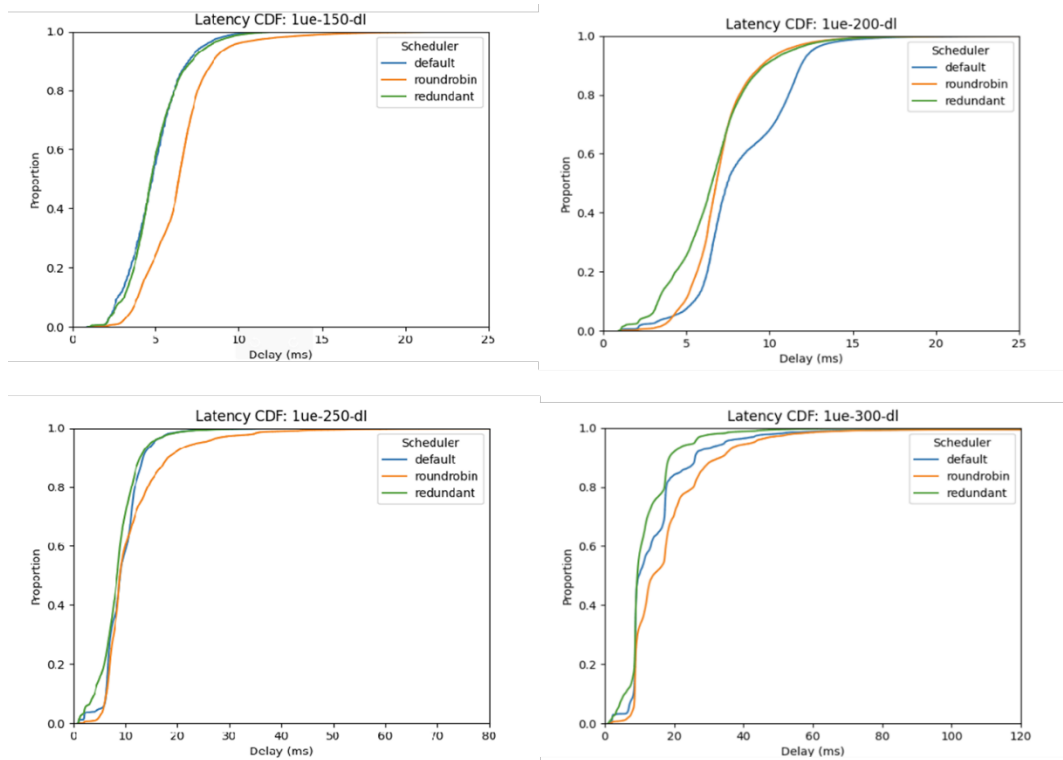 Latency CDF: 1ue-150-dl
1.0
0.8
0.6
0.4
0.2
0.0
Proportion
Scheduler
default
roundrobin
redundant
0 5 10 15 20 25
Delay (ms)
Latency CDF: 1ue-200-dl
1.0
0.8
0.6
0.4
0.2
0.0
Proportion
Scheduler
default
roundrobin
redundant
0 5 10 15 20 25
Delay (ms)
Latency CDF: 1ue-250-dl
1.0
0.8
0.6
0.4
0.2
0.0
Proportion
Scheduler
default
roundrobin
redundant
0 10 20 30 40 50 60 70 80
Delay (ms)
Latency CDF: 1ue-300-dl
1.0
0.8
0.6
0.4
0.2
0.0
Proportion
Scheduler
default
roundrobin
redundant
0 20 40 60 80 100 120
Delay (ms)